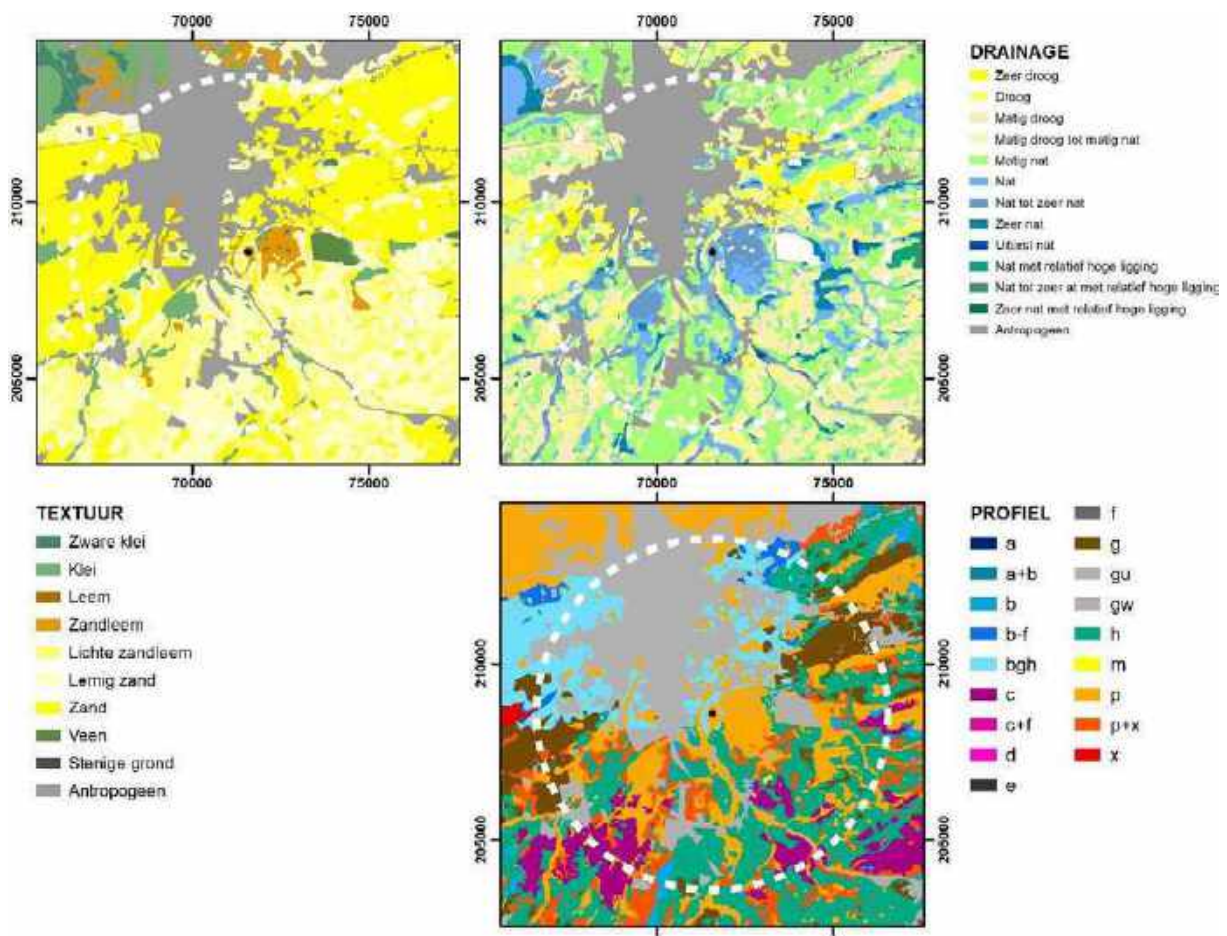 70000 75000 70000 75000
DRAINAGE
Zeer droog
Droog
Matig droog
Matig droog tot matig nat
Matig nat
Nat
Nat tot zeer nat
Zeer nat
Uiterst nat
Nat met relatief hoge ligging
Nat tot zeer at met relatief hoge ligging
Zeer nat met relatief hoge ligging
Antropogeen
210000 210000 210000
205000 205000 205000
70000 75000 70000 75000
TEXTUUR
Zware klei
Klei
Leem
Zandleem
Lichte zandleem
Lemig zand
Zand
Veen
Stenige grond
Antropogeen
210000 210000
205000 205000
PROFIEL
a
a+b
b
b-f
bgh
c
c+f
d
e
f
g
gu
gw
h
m
p
p+x
x